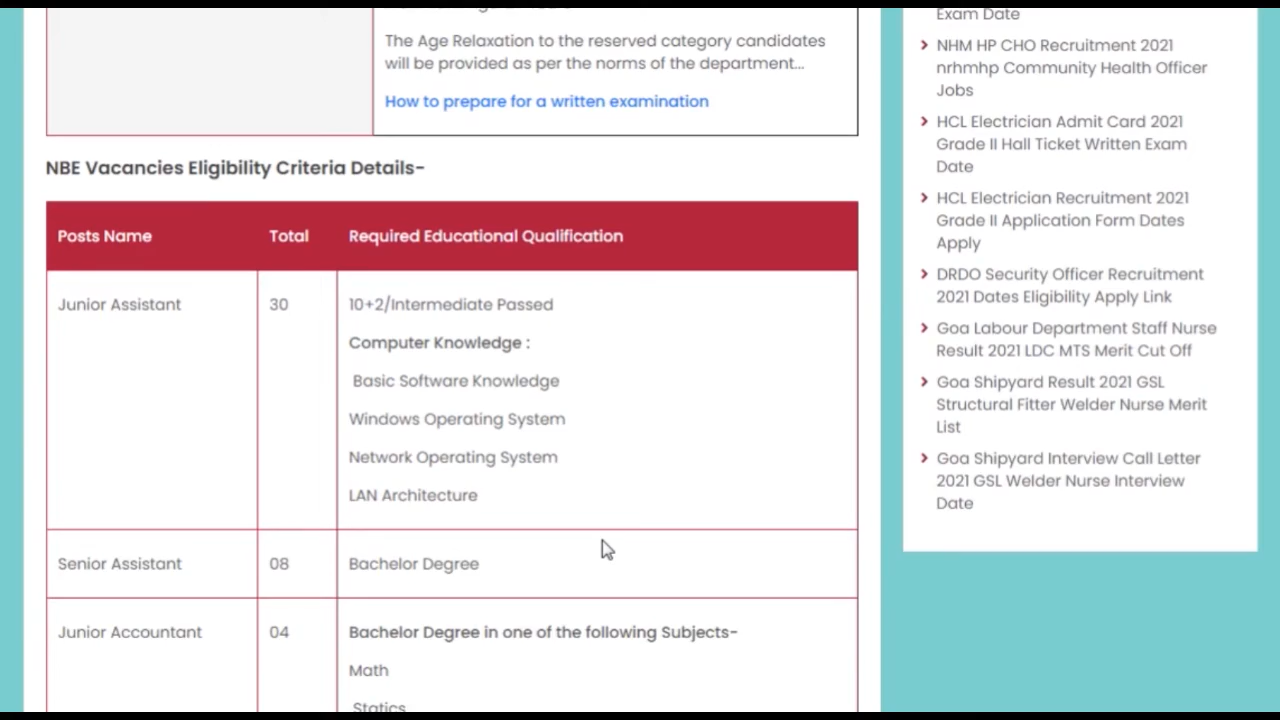 The Age Relaxation to the reserved category candidates
will be provided as per the norms of the department...
How to prepare for a written examination
NBE Vacancies Eligibility Criteria Details-
Posts Name Total Required Educational Qualification
Junior Assistant 30 10+2/Intermediate Passed
Computer Knowledge :
Basic Software Knowledge
Windows Operating System
Network Operating System
LAN Architecture
Senior Assistant 08 Bachelor Degree
Junior Accountant 04 Bachelor Degree in one of the following Subjects-
Math
Statics
Exam Date
NHM HP CHO Recruitment 2021
nrhmhp Community Health Officer
Jobs
HCL Electrician Admit Card 2021
Grade II Hall Ticket Written Exam
Date
HCL Electrician Recruitment 2021
Grade II Application Form Dates
Apply
DRDO Security Officer Recruitment
2021 Dates Eligibility Apply Link
Goa Labour Department Staff Nurse
Result 2021 LDC MTS Merit Cut Off
Goa Shipyard Result 2021 GSL
Structural Fitter Welder Nurse Merit
List
Goa Shipyard Interview Call Letter
2021 GSL Welder Nurse Interview
Date